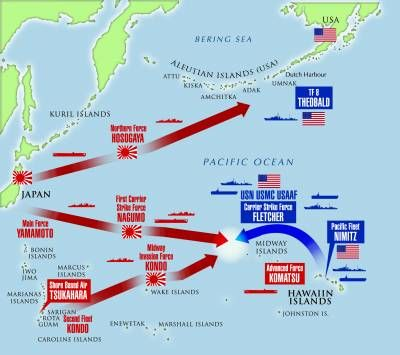 USA
BERING SEA
ALEUTIAN ISLANDS (USA)
ATTU
KISKA
AMCHITKA
ADAK
UMNAK
Dutch Harbour
TF 8
THEOBALD
KURIL ISLANDS
Northern Force
HOSOGAYA
PACIFIC OCEAN
JAPAN
First Carrier
Strike Force
NAGUMO
USN USMC USAAF
Carrier Strike Force
FLETCHER
Main Force
YAMAMOTO
Midway
Invasion Force
KONDO
MIDWAY
ISLANDS
Pacific Fleet
NIMITZ
BONIN
ISLANDS
IWO
JIMA
MARCUS
ISLANDS
Advanced Force
KOMATSU
HAWAIIN
ISLANDS
MARIANAS
ISLANDS
Shore Based Air
TSUKAHARA
WAKE ISLANDS
JOHNSTON IS.
SARIGAN
ROTA
GUAM
Second Fleet
KONDO
ENEWETAK
MARSHALL ISLANDS
CAROLINE ISLANDS